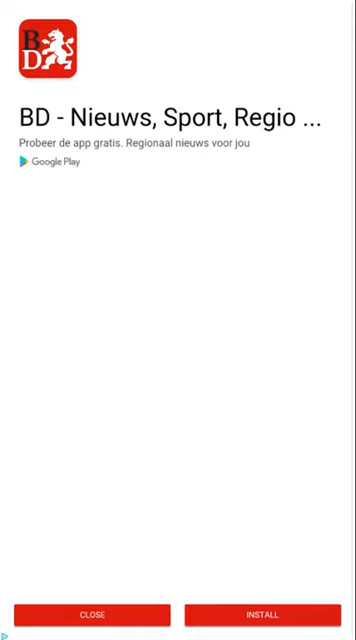 BD
BD - Nieuws, Sport, Regio ...
Probeer de app gratis. Regionaal nieuws voor jou
Google Play
CLOSE
INSTALL